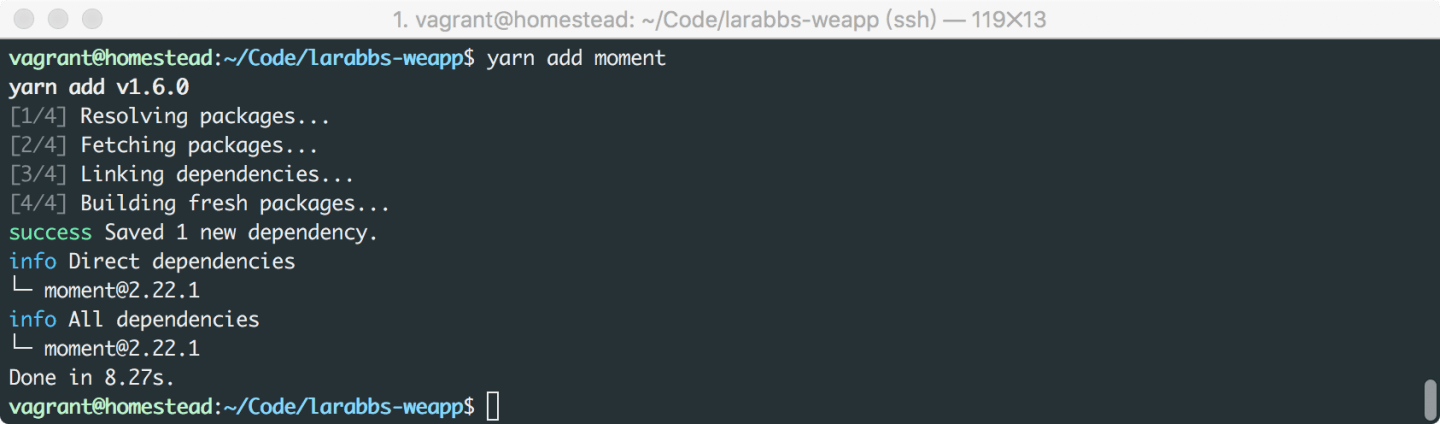 1. vagrant@homestead: ~/Code/larabbs-weapp (ssh) — 119×13
vagrant@homestead:~/Code/larabbs-weapp$ yarn add moment
yarn add v1.6.0
[1/4] Resolving packages...
[2/4] Fetching packages...
[3/4] Linking dependencies...
[4/4] Building fresh packages...
success Saved 1 new dependency.
info Direct dependencies
└─ moment@2.22.1
info All dependencies
└─ moment@2.22.1
Done in 8.27s.
vagrant@homestead:~/Code/larabbs-weapp$